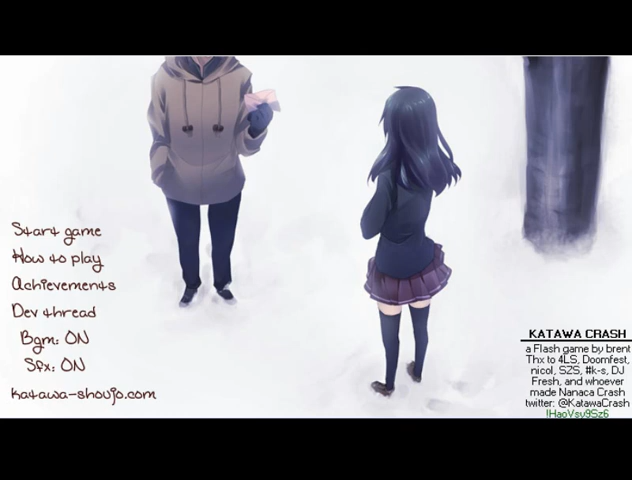 Start game
How to play
Achievements
Dev thread
Bgm: ON
Sfx: ON
katawa-shoujo.com
KATAWA CRASH
a Flash game by brent
Thx to 4LS, Doomfest,
nicol, SZS, #k-s, DJ
Fresh, and whoever
made Nanaca Crash
twitter: @KatawaCrash
!HaoVsy9Sz6